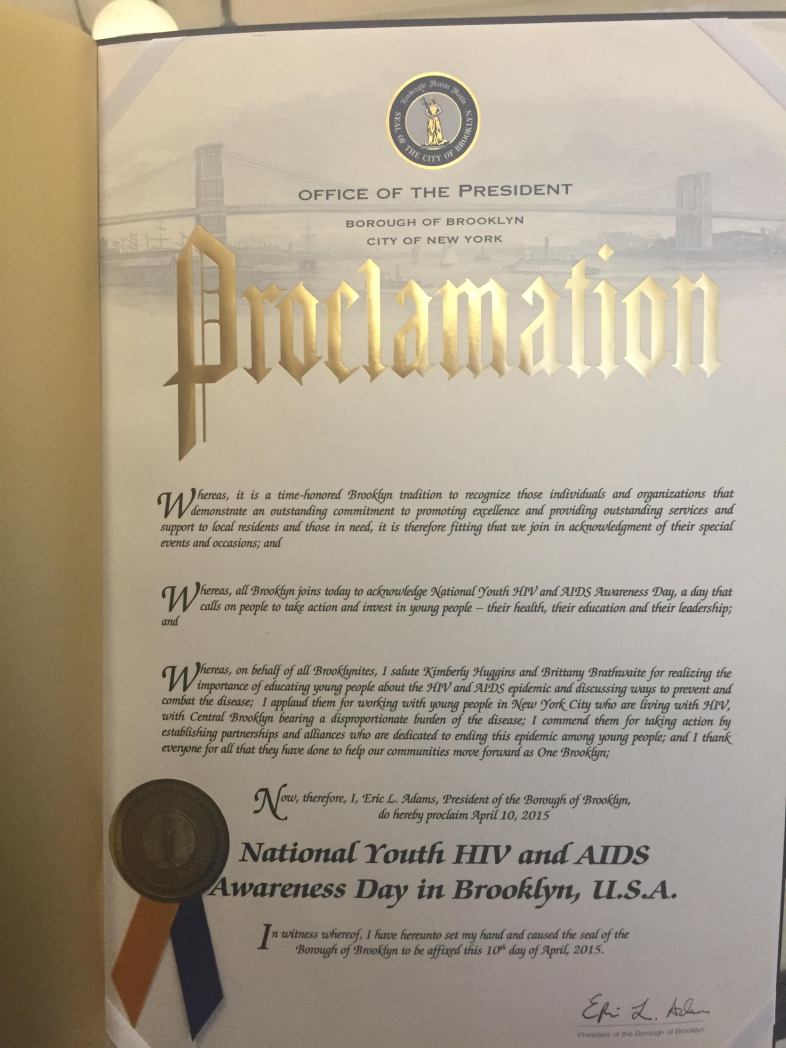 SEAL OF THE CITY OF BROOKLYN
OFFICE OF THE PRESIDENT
BOROUGH OF BROOKLYN
CITY OF NEW YORK
Proclamation
Whereas, it is a time-honored Brooklyn tradition to recognize those individuals and organizations that
demonstrate an outstanding commitment to promoting excellence and providing outstanding services and
support to local residents and those in need, it is therefore fitting that we join in acknowledgment of their special
events and occasions; and
Whereas, all Brooklyn joins today to acknowledge National Youth HIV and AIDS Awareness Day, a day that
calls on people to take action and invest in young people – their health, their education and their leadership;
and
Whereas, on behalf of all Brooklynites, I salute Kimberly Huggins and Brittany Brathwaite for realizing the
importance of educating young people about the HIV and AIDS epidemic and discussing ways to prevent and
combat the disease; I applaud them for working with young people in New York City who are living with HIV,
with Central Brooklyn bearing a disproportionate burden of the disease; I commend them for taking action by
establishing partnerships and alliances who are dedicated to ending this epidemic among young people; and I thank
everyone for all that they have done to help our communities move forward as One Brooklyn;
Now, therefore, I, Eric L. Adams, President of the Borough of Brooklyn,
do hereby proclaim April 10, 2015
National Youth HIV and AIDS
Awareness Day in Brooklyn, U.S.A.
In witness whereof, I have hereunto set my hand and caused the seal of the
Borough of Brooklyn to be affixed this 10th day of April, 2015.
Eric L. Adams
President of the Borough of Brooklyn